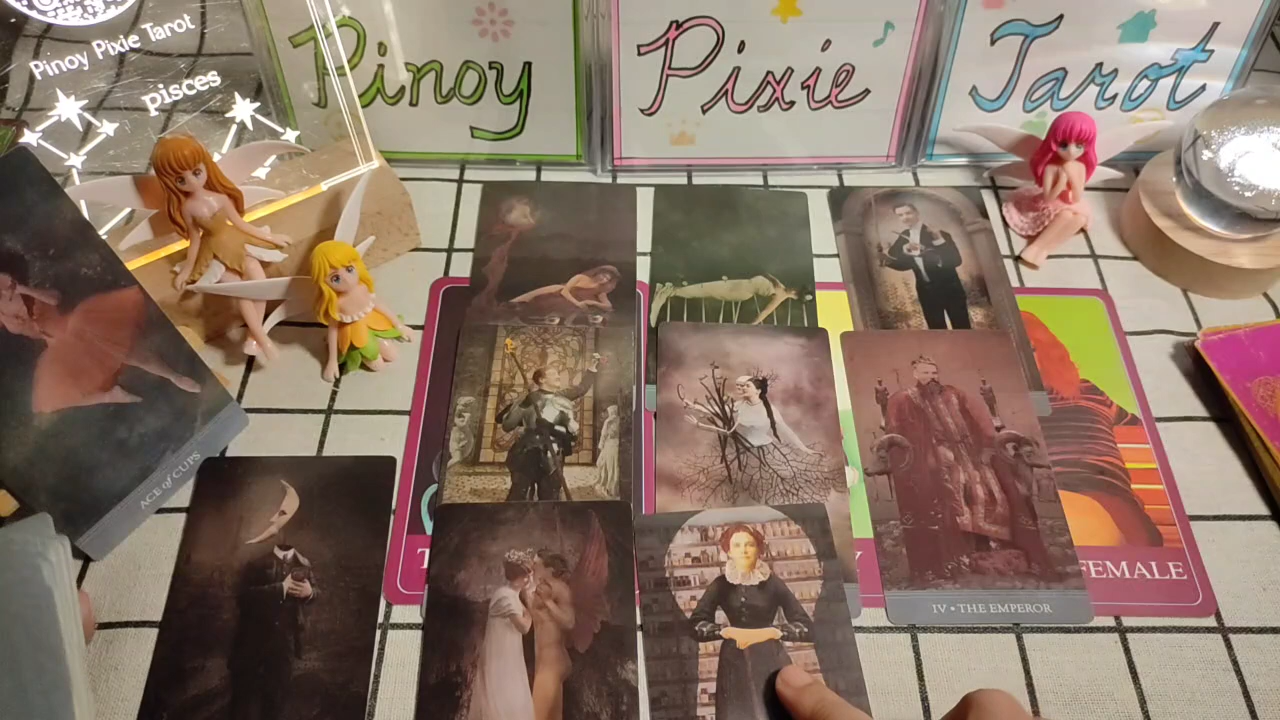 Pinoy Pixie Tarot
pisces
Pinoy
Pixie
Tarot
ACE of CUPS
IV • THE EMPEROR
FEMALE